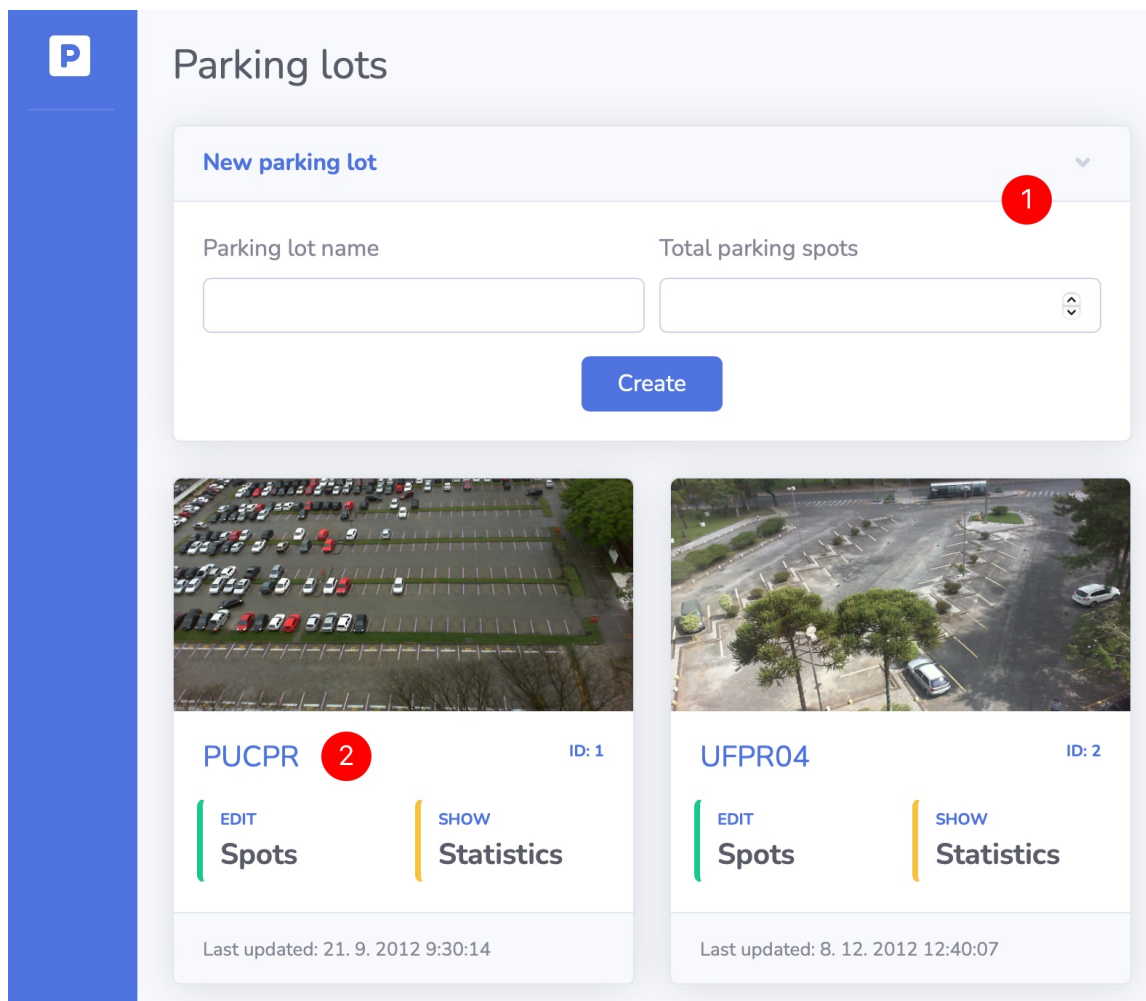 P
Parking lots
New parking lot
1
Parking lot name
Total parking spots
Create
PUCPR
2
ID: 1
EDIT
Spots
SHOW
Statistics
Last updated: 21. 9. 2012 9:30:14
UFPR04
ID: 2
EDIT
Spots
SHOW
Statistics
Last updated: 8. 12. 2012 12:40:07